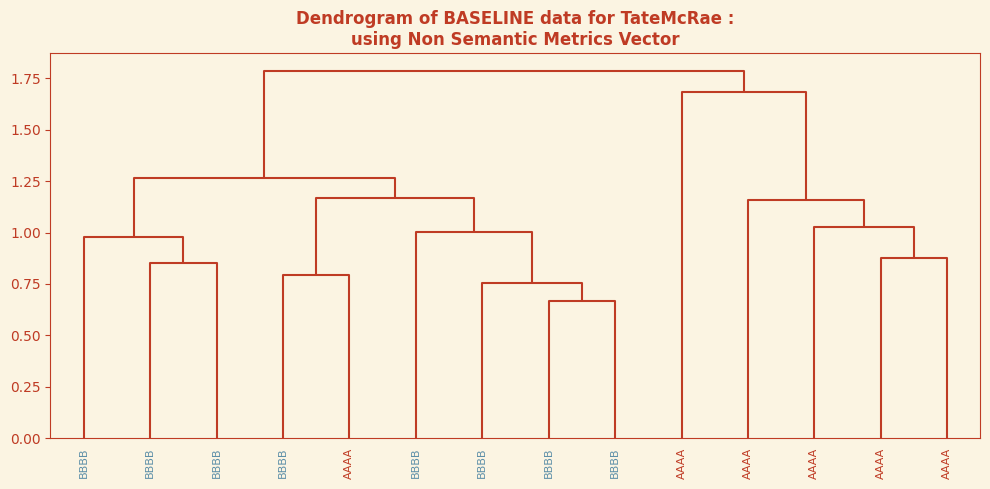 Dendrogram of BASELINE data for TateMcRae :
using Non Semantic Metrics Vector
1.75
1.50
1.25
1.00
0.75
0.50
0.25
0.00
BBBB
BBBB
BBBB
BBBB
AAAA
BBBB
BBBB
BBBB
BBBB
AAAA
AAAA
AAAA
AAAA
AAAA